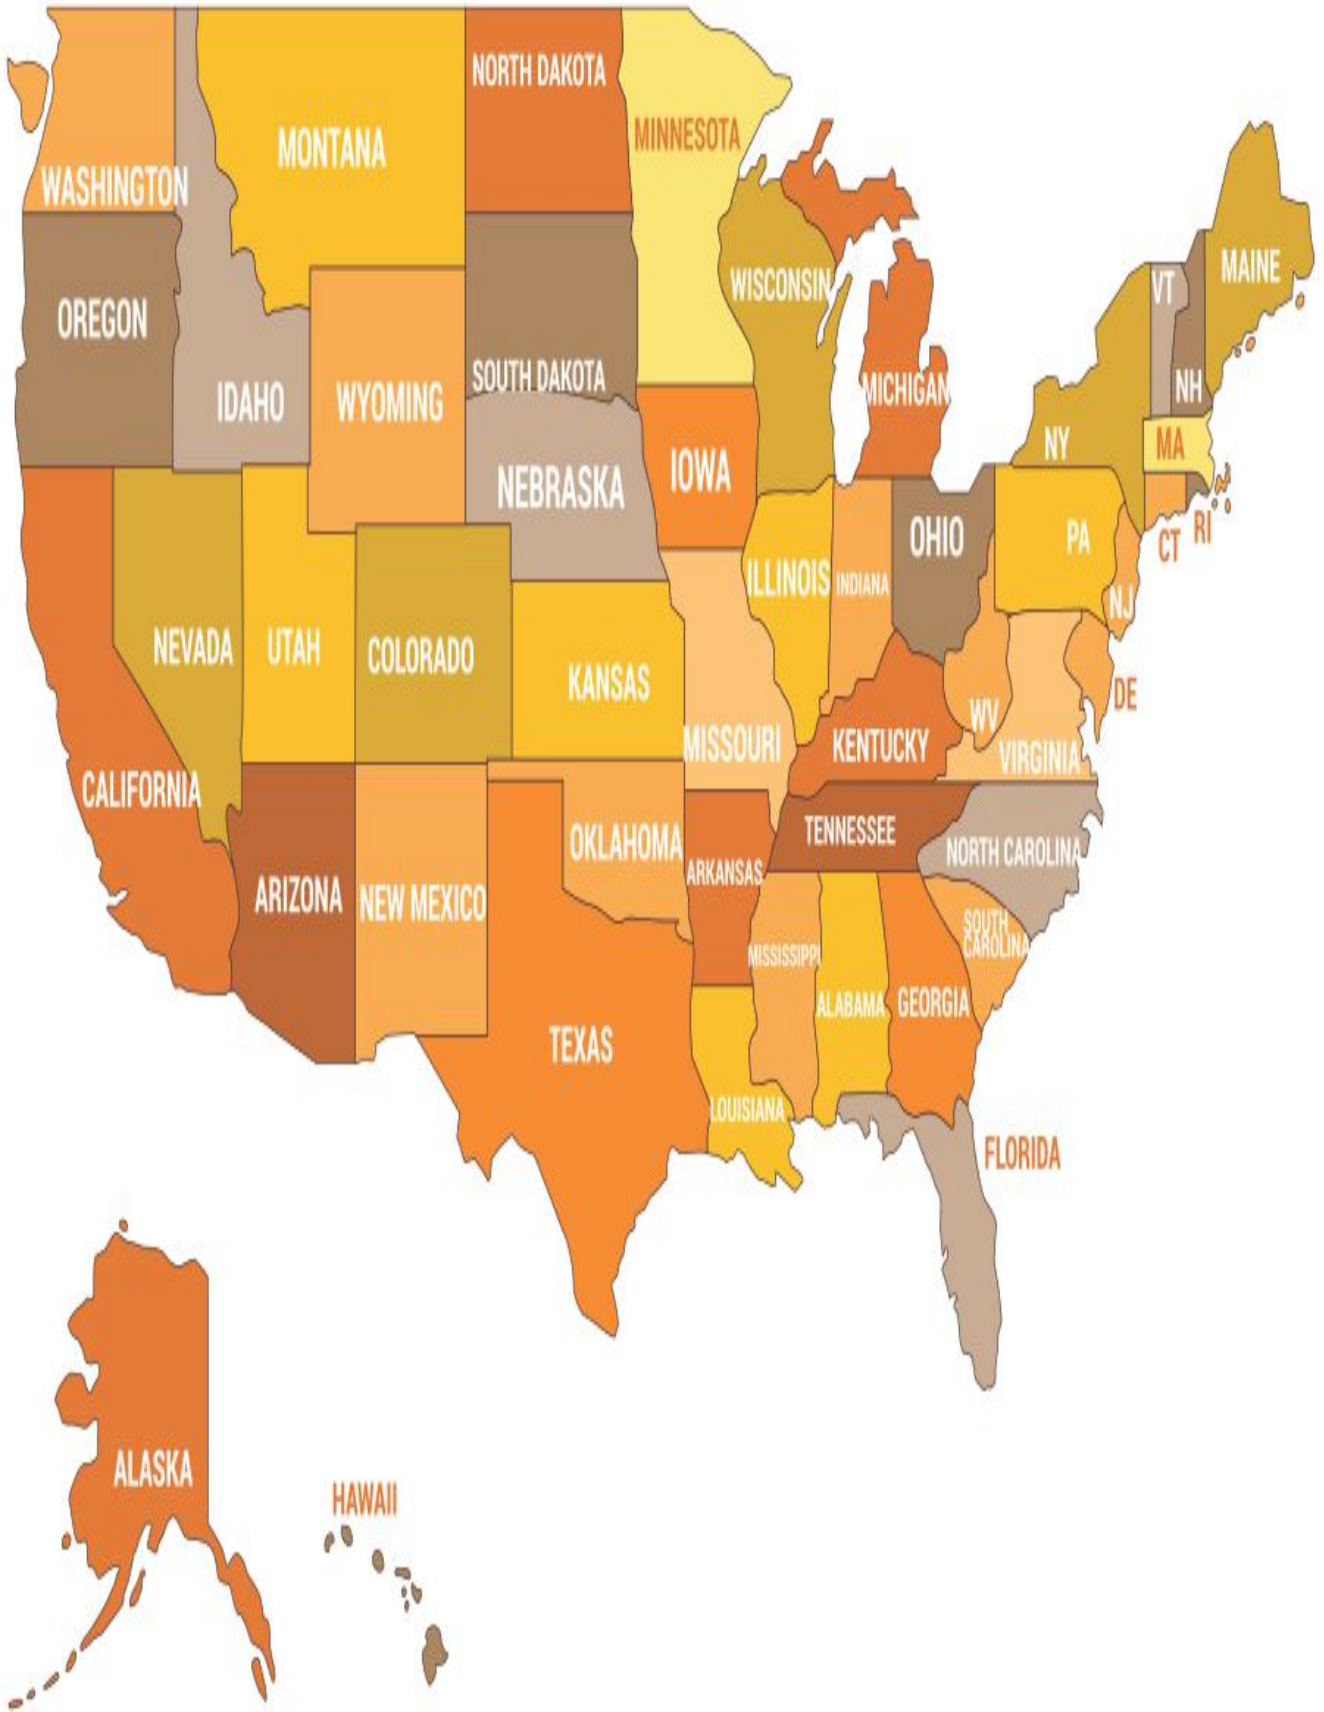 NORTH DAKOTA
MINNESOTA
MONTANA
WASHINGTON
MAINE
WISCONSIN
VT
OREGON
SOUTH DAKOTA
NH
MICHIGAN
IDAHO
WYOMING
NY
MA
IOWA
NEBRASKA
RI
OHIO
PA
CT
ILLINOIS
INDIANA
NJ
NEVADA
UTAH
COLORADO
KANSAS
DE
WV
MISSOURI
KENTUCKY
VIRGINIA
CALIFORNIA
TENNESSEE
OKLAHOMA
NORTH CAROLINA
ARKANSAS
ARIZONA
NEW MEXICO
SOUTH
CAROLINA
MISSISSIPPI
ALABAMA
GEORGIA
TEXAS
LOUISIANA
FLORIDA
ALASKA
HAWAII